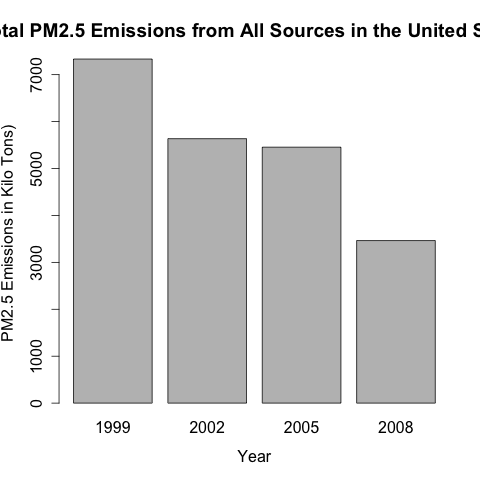 otal PM2.5 Emissions from All Sources in the United S
PM2.5 Emissions in Kilo Tons)
7000
5000
3000
1000
0
1999 2002 2005 2008
Year